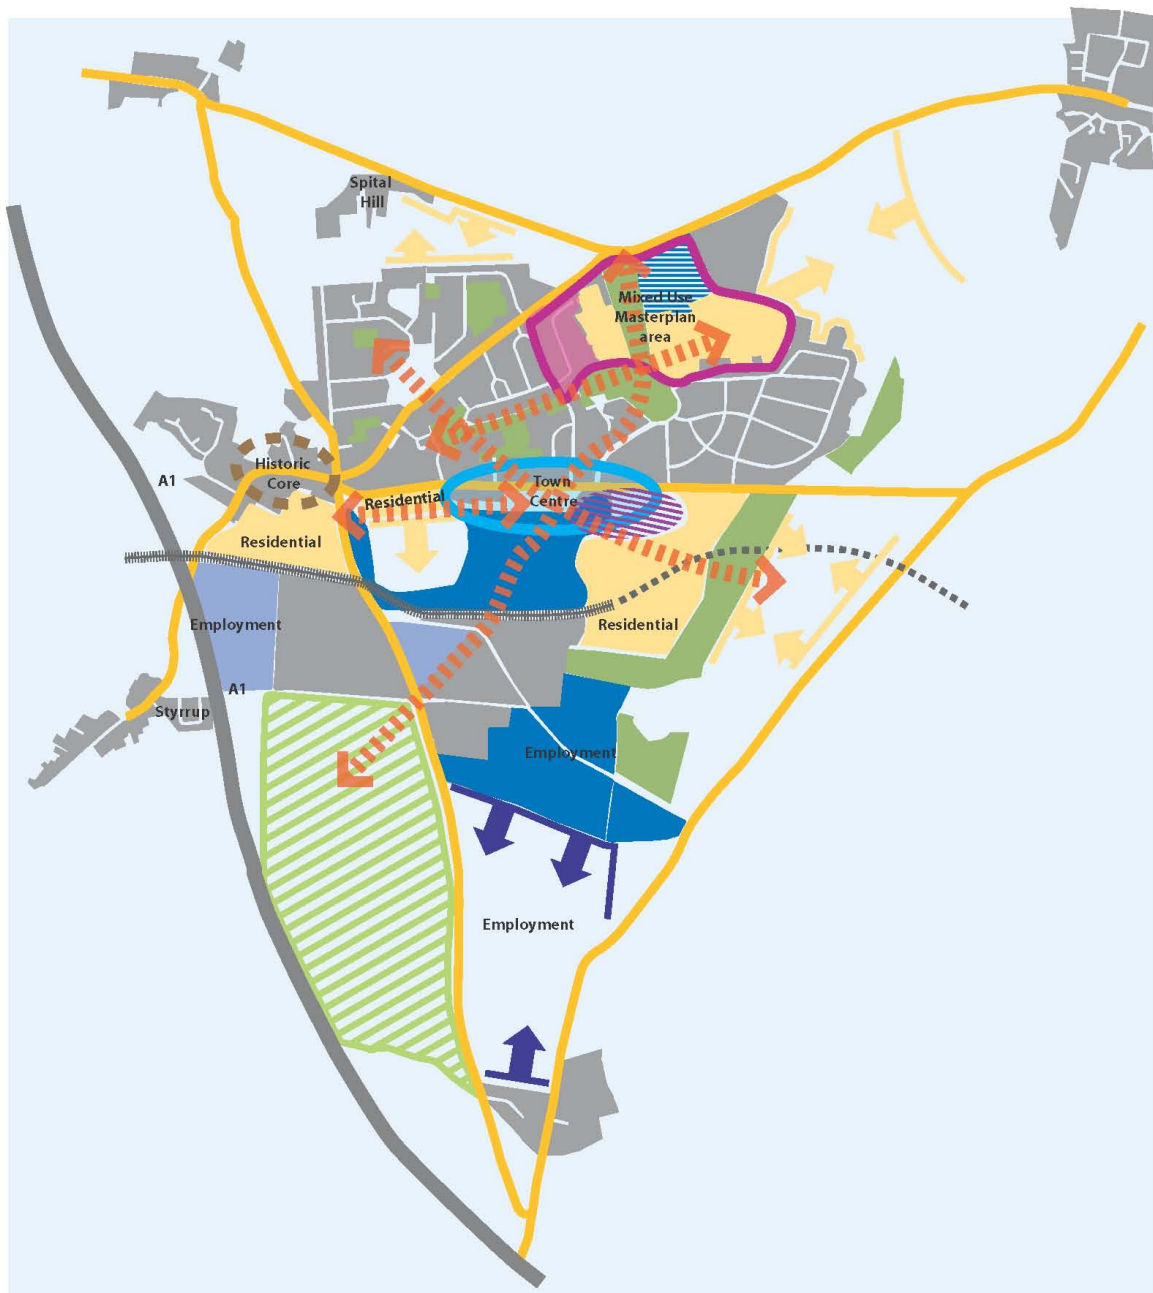 Spital
Hill
Mixed Use
Masterplan
area
Historic
Core
A1
Residential
Town
Centre
Residential
Employment
Residential
A1
Styrrup
Employment
Employment